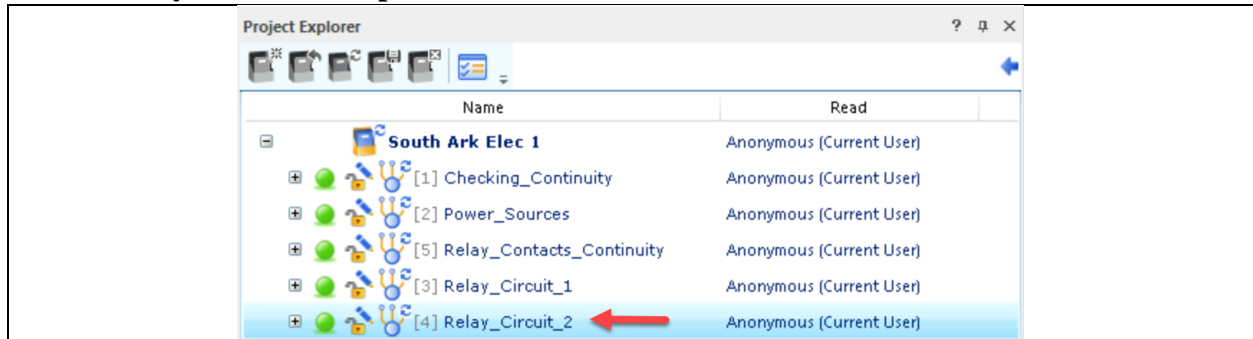 Project Explorer ?
Name Read
South Ark Elec 1 Anonymous (Current User)
[1] Checking_Continuity Anonymous (Current User)
[2] Power_Sources Anonymous (Current User)
[5] Relay_Contacts_Continuity Anonymous (Current User)
[3] Relay_Circuit_1 Anonymous (Current User)
[4] Relay_Circuit_2 Anonymous (Current User)